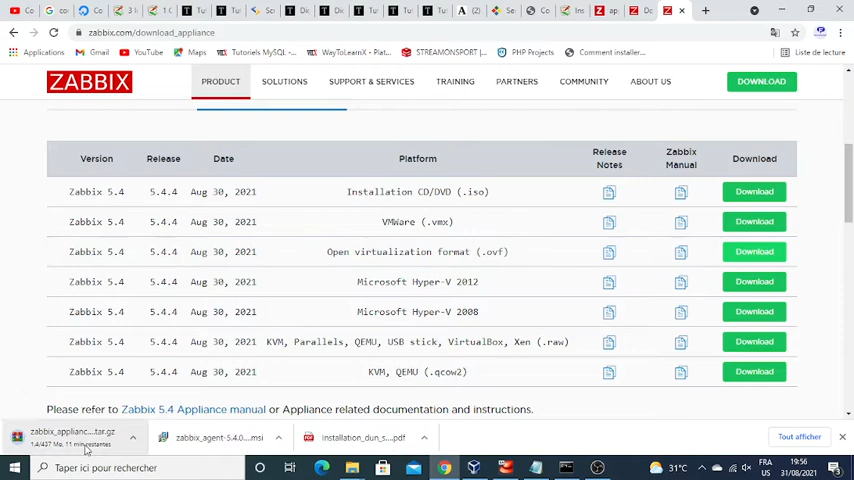 zabbix.com/download_appliance
Applications
Gmail
YouTube
Maps
Tutoriels MySQL -...
WayToLearnX - Plat...
STREAMONSPORT |...
PHP Projects
Comment installer...
Liste de lecture
ZABBIX PRODUCT SOLUTIONS SUPPORT & SERVICES TRAINING PARTNERS COMMUNITY ABOUT US DOWNLOAD
Version Release Date Platform Release Notes Zabbix Manual Download
Zabbix 5.4 5.4.4 Aug 30, 2021 Installation CD/DVD (.iso) Download
Zabbix 5.4 5.4.4 Aug 30, 2021 VMWare (.vmx) Download
Zabbix 5.4 5.4.4 Aug 30, 2021 Open virtualization format (.ovf) Download
Zabbix 5.4 5.4.4 Aug 30, 2021 Microsoft Hyper-V 2012 Download
Zabbix 5.4 5.4.4 Aug 30, 2021 Microsoft Hyper-V 2008 Download
Zabbix 5.4 5.4.4 Aug 30, 2021 KVM, Parallels, QEMU, USB stick, VirtualBox, Xen (.raw) Download
Zabbix 5.4 5.4.4 Aug 30, 2021 KVM, QEMU (.qcow2) Download
Please refer to Zabbix 5.4 Appliance manual or Appliance related documentation and instructions.
zabbix_applianc....tar.gz
1.4/437 Mo, 11 min restantes
zabbix_agent-5.4.0....msi
Installation_dun_s....pdf
Tout afficher
Taper ici pour rechercher
31°C
FRA
US
19:56
31/08/2021